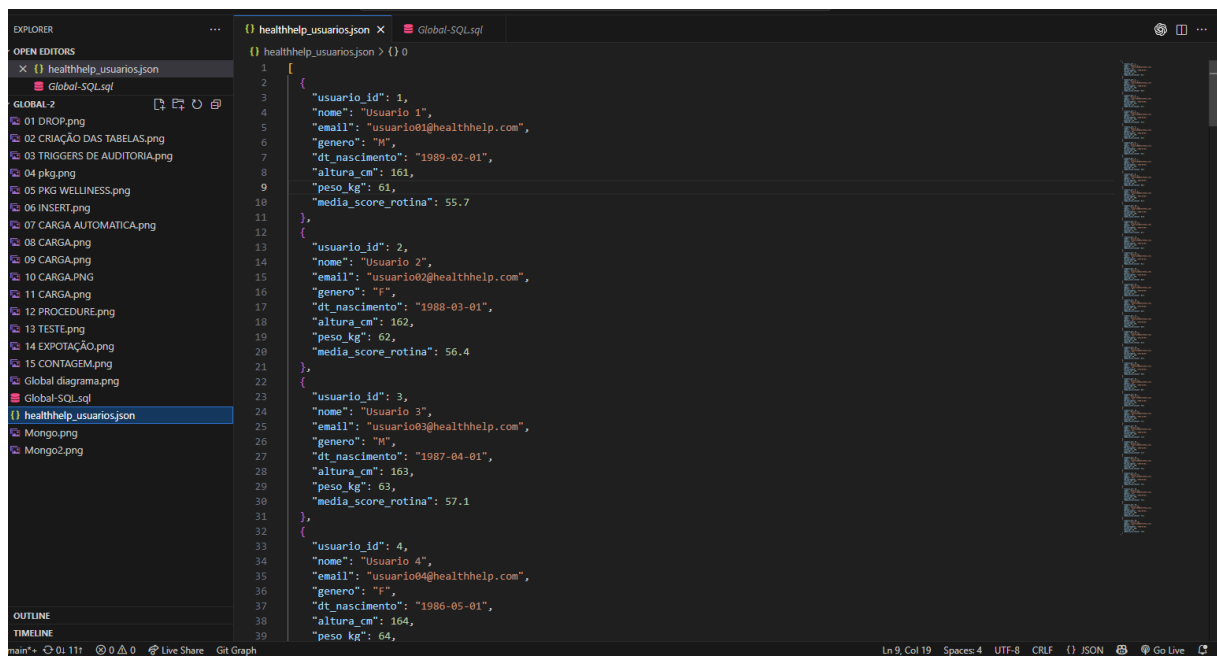 EXPLORER ...
OPEN EDITORS
{} healthhelp_usuarios.json
Global-SQL.sql
GLOBAL-2
01 DROP.png
02 CRIAÇÃO DAS TABELAS.png
03 TRIGGERS DE AUDITORIA.png
04 pkg.png
05 PKG WELLINESS.png
06 INSERT.png
07 CARGA AUTOMATICA.png
08 CARGA.png
09 CARGA.png
10 CARGA.PNG
11 CARGA.png
12 PROCEDURE.png
13 TESTE.png
14 EXPOTAÇÃO.png
15 CONTAGEM.png
Global diagrama.png
Global-SQL.sql
{} healthhelp_usuarios.json
Mongo.png
Mongo2.png
OUTLINE
TIMELINE
{} healthhelp_usuarios.json Global-SQL.sql
{} healthhelp_usuarios.json > {} 0
1 [
2 {
3 "usuario_id": 1,
4 "nome": "Usuario 1",
5 "email": "usuario01@healthhelp.com",
6 "genero": "M",
7 "dt_nascimento": "1989-02-01",
8 "altura_cm": 161,
9 "peso_kg": 61,
10 "media_score_rotina": 55.7
11 },
12 {
13 "usuario_id": 2,
14 "nome": "Usuario 2",
15 "email": "usuario02@healthhelp.com",
16 "genero": "F",
17 "dt_nascimento": "1988-03-01",
18 "altura_cm": 162,
19 "peso_kg": 62,
20 "media_score_rotina": 56.4
21 },
22 {
23 "usuario_id": 3,
24 "nome": "Usuario 3",
25 "email": "usuario03@healthhelp.com",
26 "genero": "M",
27 "dt_nascimento": "1987-04-01",
28 "altura_cm": 163,
29 "peso_kg": 63,
30 "media_score_rotina": 57.1
31 },
32 {
33 "usuario_id": 4,
34 "nome": "Usuario 4",
35 "email": "usuario04@healthhelp.com",
36 "genero": "F",
37 "dt_nascimento": "1986-05-01",
38 "altura_cm": 164,
39 "peso_kg": 64,
main*+ 0↓ 11↑ 0 0 Live Share Git Graph Ln 9, Col 19 Spaces: 4 UTF-8 CRLF {} JSON Go Live